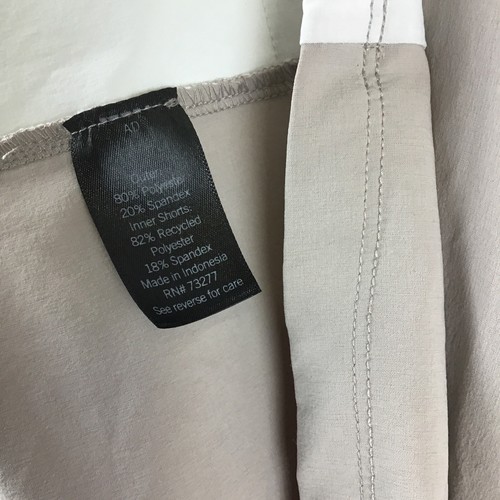 AD
Outer:
80% Polyester
20% Spandex
Inner Shorts:
82% Recycled
Polyester
18% Spandex
Made in Indonesia
RN# 73277
See reverse for care